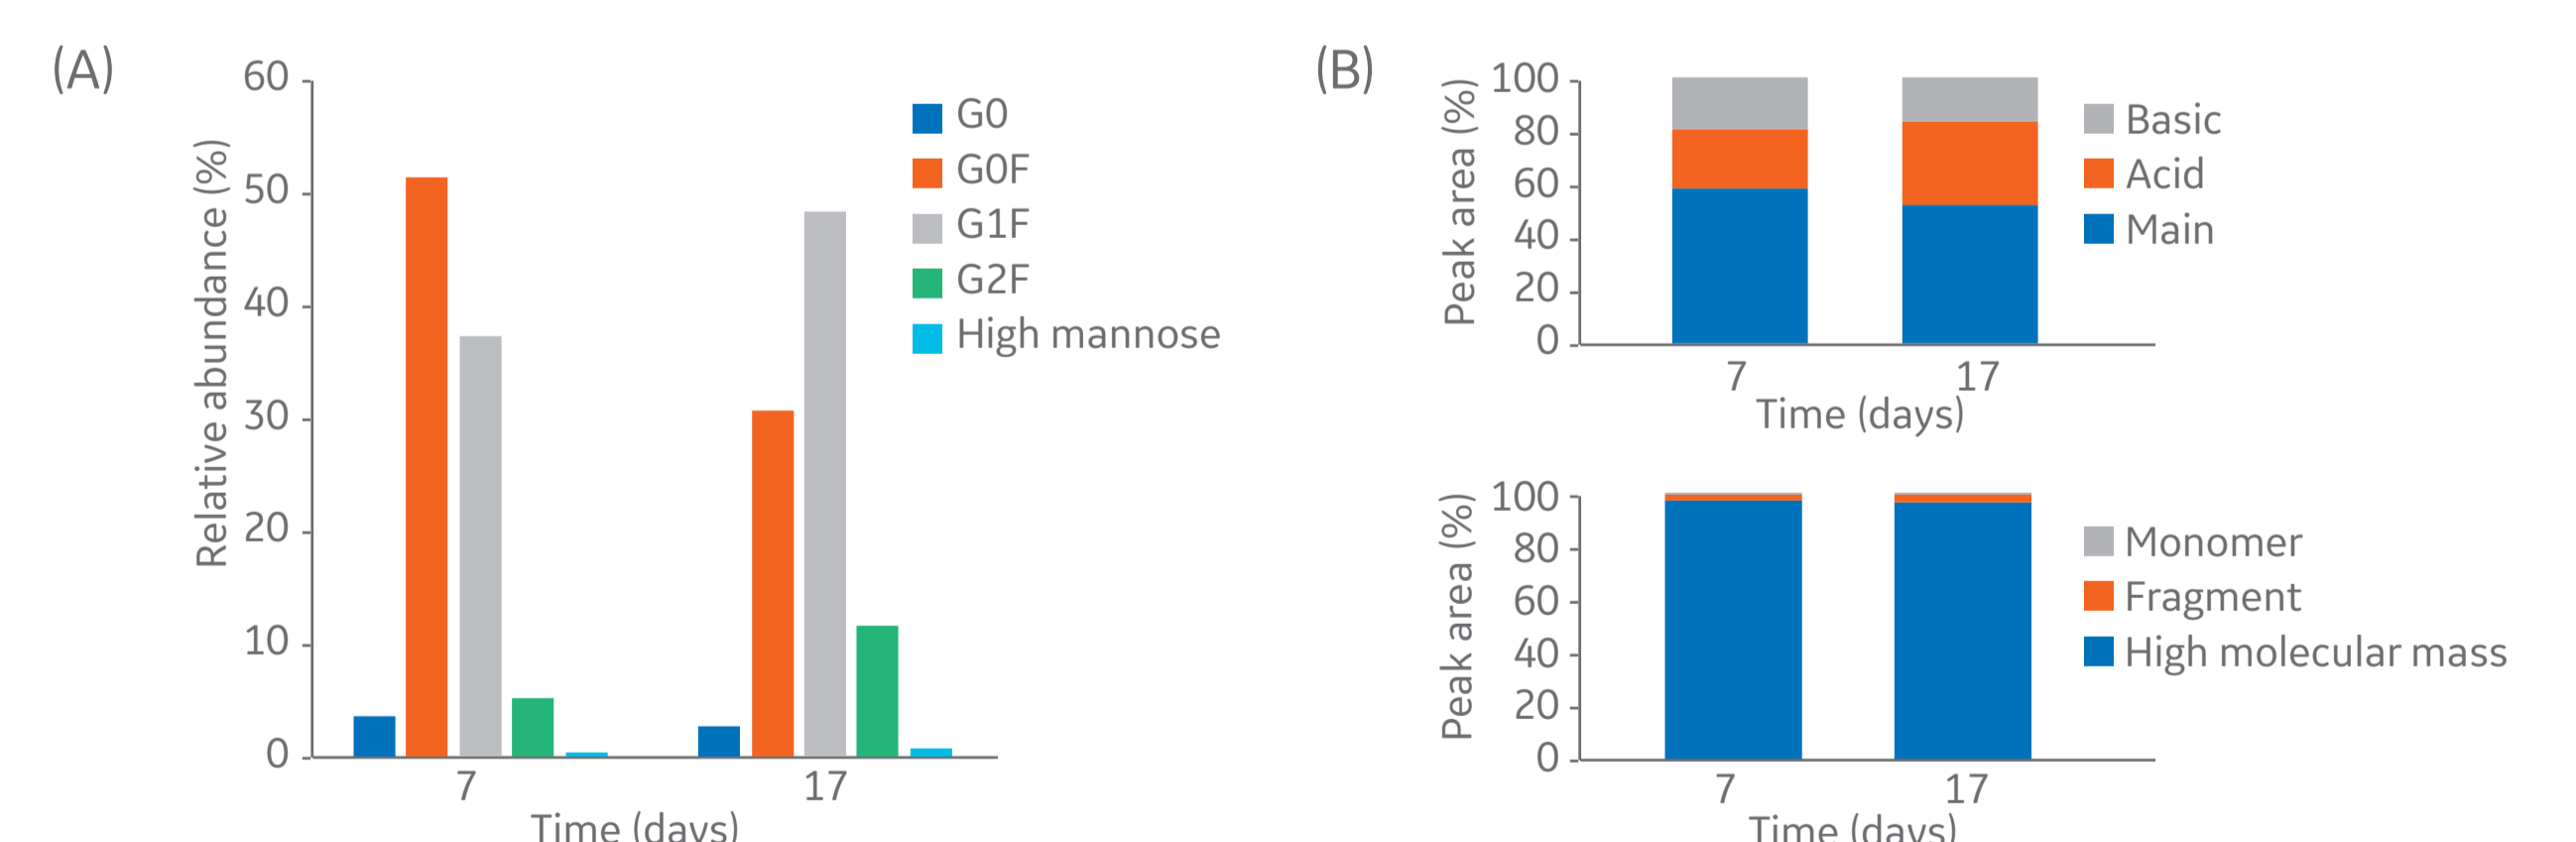 (A)
60
50
40
30
20
10
0
Relative abundance (%)
7
17
Time (days)
G0
G0F
G1F
G2F
High mannose
(B)
100
80
60
40
20
0
Peak area (%)
7
17
Time (days)
Basic
Acid
Main
100
80
60
40
20
0
Peak area (%)
7
17
Time (days)
Monomer
Fragment
High molecular mass